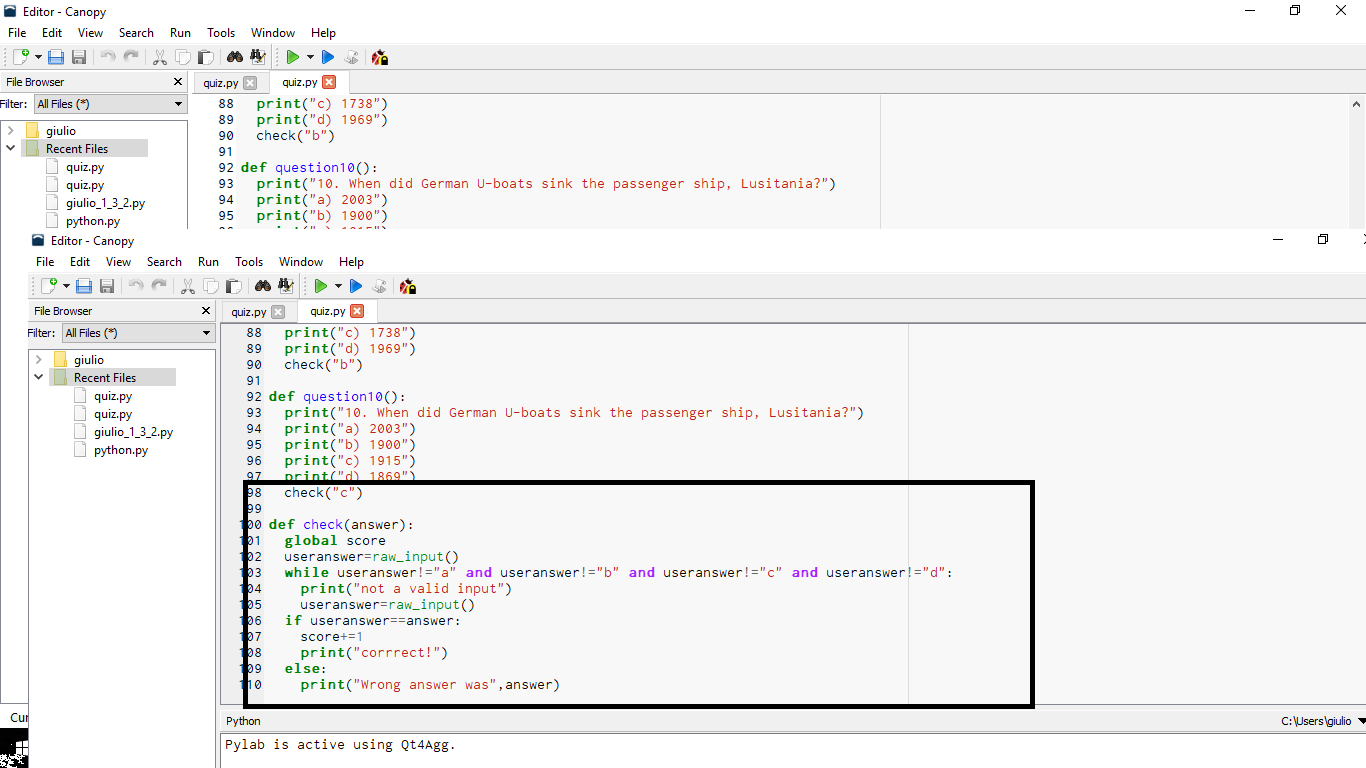 Editor - Canopy
File Edit View Search Run Tools Window Help
File Browser
quiz.py quiz.py
Filter: All Files (*)
giulio
Recent Files
quiz.py
quiz.py
giulio_1_3_2.py
python.py
88 print("c) 1738")
89 print("d) 1969")
90 check("b")
91
92 def question10():
93 print("10. When did German U-boats sink the passenger ship, Lusitania?")
94 print("a) 2003")
95 print("b) 1900")
Editor - Canopy
File Edit View Search Run Tools Window Help
File Browser
quiz.py quiz.py
Filter: All Files (*)
giulio
Recent Files
quiz.py
quiz.py
giulio_1_3_2.py
python.py
88 print("c) 1738")
89 print("d) 1969")
90 check("b")
91
92 def question10():
93 print("10. When did German U-boats sink the passenger ship, Lusitania?")
94 print("a) 2003")
95 print("b) 1900")
96 print("c) 1915")
97 print("d) 1869")
98 check("c")
99
100 def check(answer):
101 global score
102 useranswer=raw_input()
103 while useranswer!="a" and useranswer!="b" and useranswer!="c" and useranswer!="d":
104 print("not a valid input")
105 useranswer=raw_input()
106 if useranswer==answer:
107 score+=1
108 print("corrrect!")
109 else:
110 print("Wrong answer was",answer)
Cur
Python C:\Users\giulio
Pylab is active using Qt4Agg.